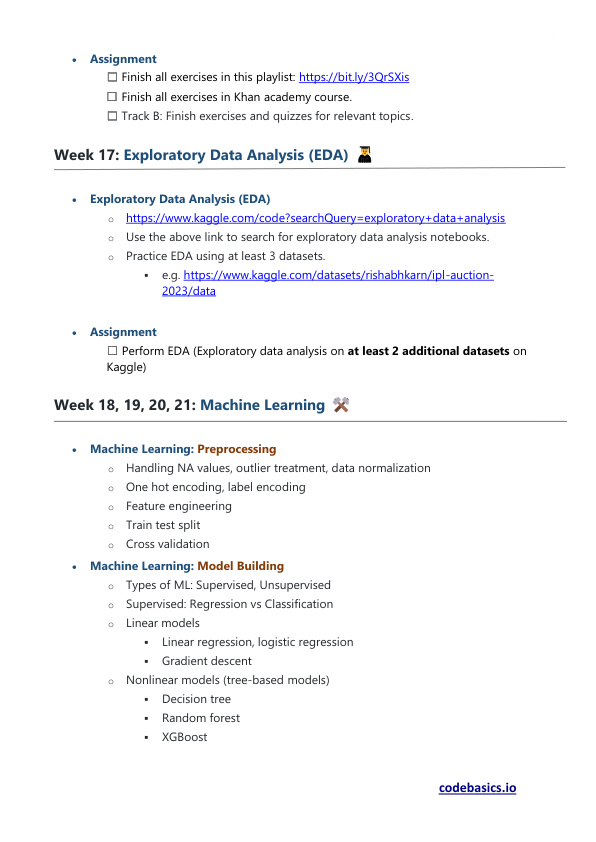 • Assignment
☐ Finish all exercises in this playlist: https://bit.ly/3QrSXis
☐ Finish all exercises in Khan academy course.
☐ Track B: Finish exercises and quizzes for relevant topics.
Week 17: Exploratory Data Analysis (EDA) 👨‍🎓
• Exploratory Data Analysis (EDA)
o https://www.kaggle.com/code?searchQuery=exploratory+data+analysis
o Use the above link to search for exploratory data analysis notebooks.
o Practice EDA using at least 3 datasets.
▪ e.g. https://www.kaggle.com/datasets/rishabhkarn/ipl-auction-
2023/data
• Assignment
☐ Perform EDA (Exploratory data analysis on at least 2 additional datasets on
Kaggle)
Week 18, 19, 20, 21: Machine Learning ⚒️
• Machine Learning: Preprocessing
o Handling NA values, outlier treatment, data normalization
o One hot encoding, label encoding
o Feature engineering
o Train test split
o Cross validation
• Machine Learning: Model Building
o Types of ML: Supervised, Unsupervised
o Supervised: Regression vs Classification
o Linear models
▪ Linear regression, logistic regression
▪ Gradient descent
o Nonlinear models (tree-based models)
▪ Decision tree
▪ Random forest
▪ XGBoost
codebasics.io